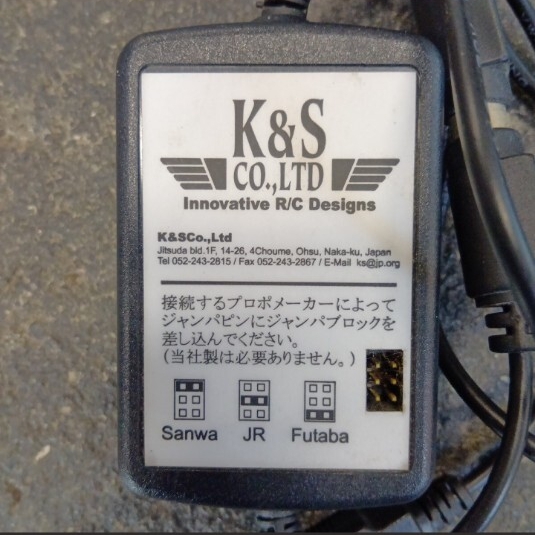 K&S
CO.,LTD
Innovative R/C Designs
K&SCo.,Ltd
Jitsuda bld.1F, 14-26, 4Choume, Ohsu, Naka-ku, Japan
Tel 052-243-2815 / Fax 052-243-2867 / E-Mail ks@jp.org
接続するプロポメーカーによって
ジャンパピンにジャンパブロックを
差し込んでください。
(当社製は必要ありません。)
Sanwa JR Futaba